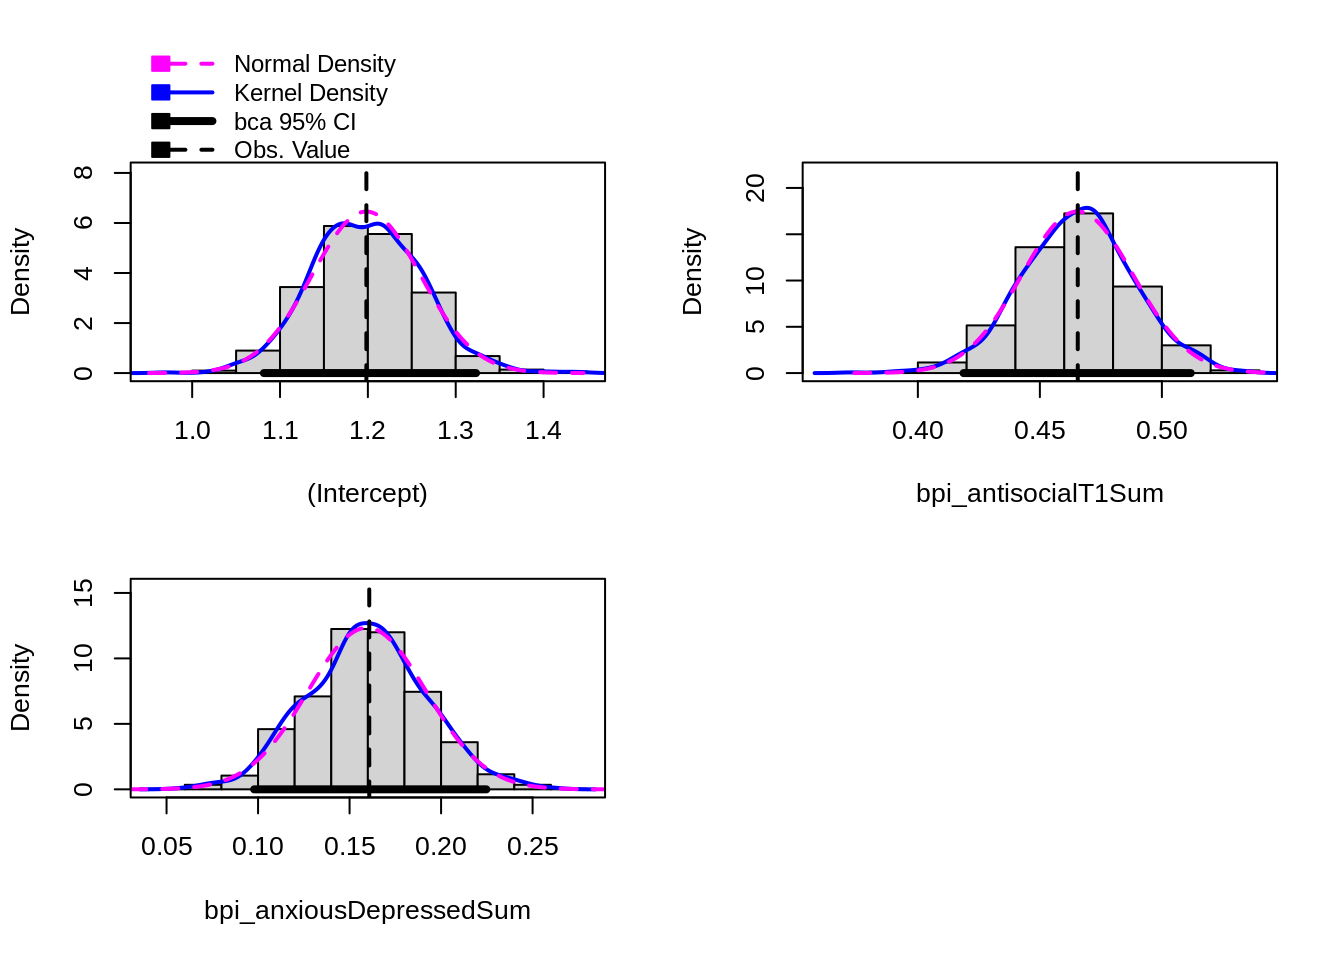 Normal Density
Kernel Density
bca 95% CI
Obs. Value
Density
8
6
4
2
0
1.0 1.1 1.2 1.3 1.4
(Intercept)
Density
20
10
5
0
0.40 0.45 0.50
bpi_antisocialT1Sum
Density
15
10
5
0
0.05 0.10 0.15 0.20 0.25
bpi_anxiousDepressedSum